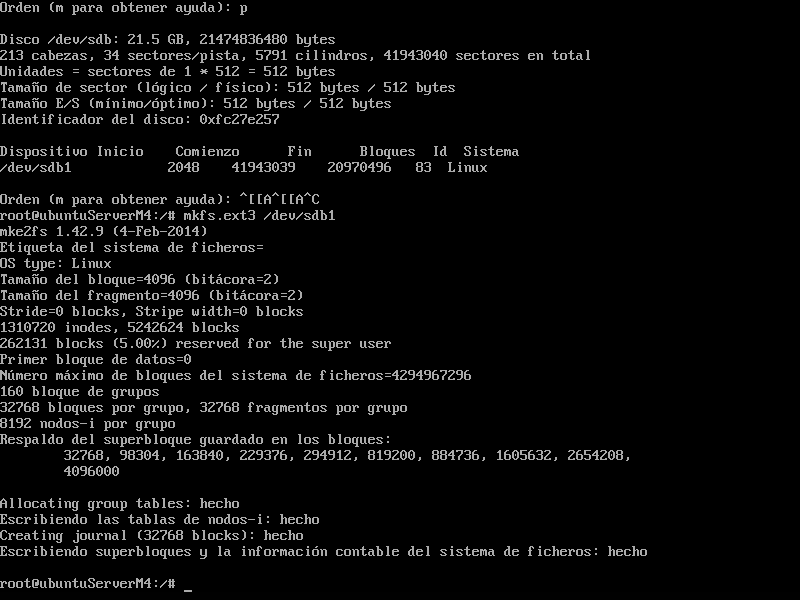 Orden (m para obtener ayuda): p
Disco /dev/sdb: 21.5 GB, 21474836480 bytes
213 cabezas, 34 sectores/pista, 5791 cilindros, 41943040 sectores en total
Unidades = sectores de 1 * 512 = 512 bytes
Tamaño de sector (lógico / físico): 512 bytes / 512 bytes
Tamaño E/S (mínimo/óptimo): 512 bytes / 512 bytes
Identificador del disco: 0xfc27e257
Dispositivo Inicio    Comienzo      Fin      Bloques  Id  Sistema
/dev/sdb1            2048    41943039    20970496   83  Linux
Orden (m para obtener ayuda): ^[[A^[[A^C
root@ubuntuServerM4:/# mkfs.ext3 /dev/sdb1
mke2fs 1.42.9 (4-Feb-2014)
Etiqueta del sistema de ficheros=
OS type: Linux
Tamaño del bloque=4096 (bitácora=2)
Tamaño del fragmento=4096 (bitácora=2)
Stride=0 blocks, Stripe width=0 blocks
1310720 inodes, 5242624 blocks
262131 blocks (5.00%) reserved for the super user
Primer bloque de datos=0
Número máximo de bloques del sistema de ficheros=4294967296
160 bloque de grupos
32768 bloques por grupo, 32768 fragmentos por grupo
8192 nodos-i por grupo
Respaldo del superbloque guardado en los bloques:
        32768, 98304, 163840, 229376, 294912, 819200, 884736, 1605632, 2654208,
        4096000
Allocating group tables: hecho
Escribiendo las tablas de nodos-i: hecho
Creating journal (32768 blocks): hecho
Escribiendo superbloques y la información contable del sistema de ficheros: hecho
root@ubuntuServerM4:/# _